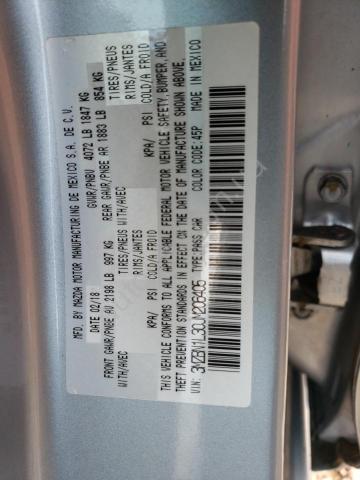 MFD. BY MAZDA MOTOR MANUFACTURING DE MEXICO S.A. DE C.V.
DATE: 02/18 GVWR/PNBV 4072 LB 1847 KG
FRONT GAWR/PNBE AV 2198 LB 997 KG REAR GAWR/PNBE AR 1883 LB 854 KG
WITH/AVEC TIRES/PNEUS WITH/AVEC TIRES/PNEUS
RIMS/JANTES RIMS/JANTES
KPA/ PSI COLD/A FROID KPA/ PSI COLD/A FROID
THIS VEHICLE CONFORMS TO ALL APPLICABLE FEDERAL MOTOR VEHICLE SAFETY, BUMPER, AND
THEFT PREVENTION STANDARDS IN EFFECT ON THE DATE OF MANUFACTURE SHOWN ABOVE.
VIN: 3MZBN1L30JM206405 MADE IN MEXICO
TYPE:PASS CAR COLOR CODE:45P